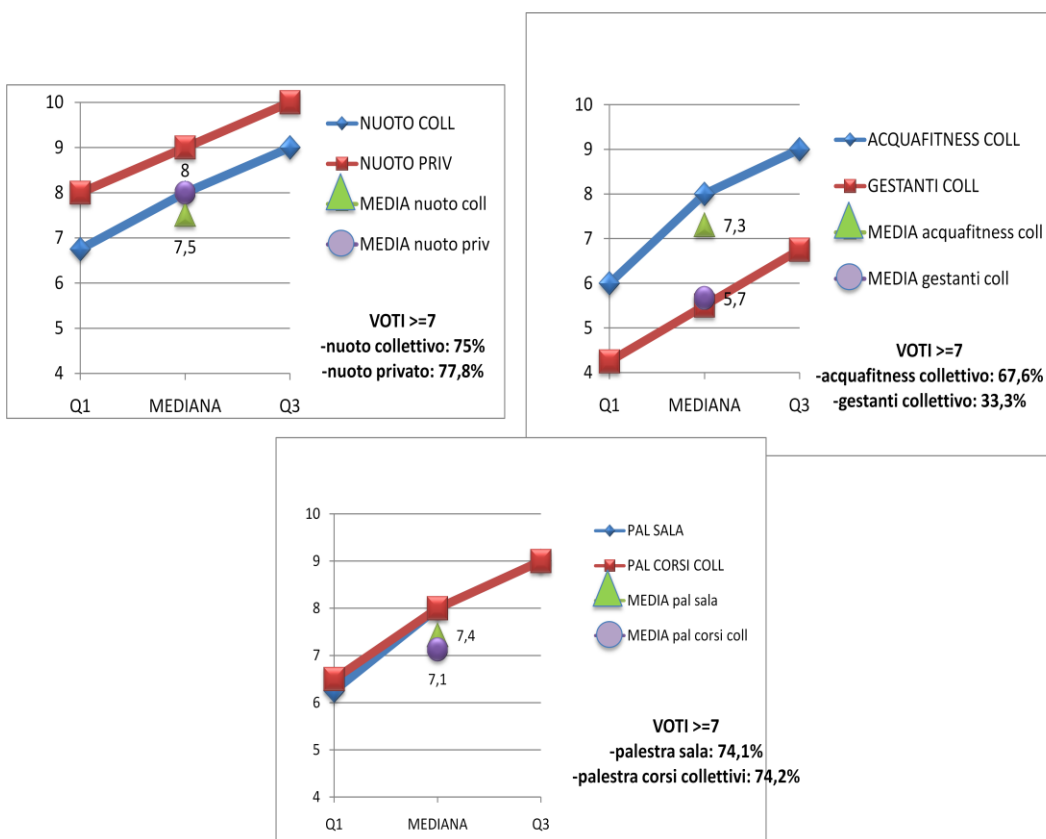 10
9
8
7
6
5
4
Q1
MEDIANA
Q3
8
7,5
NUOTO COLL
NUOTO PRIV
MEDIA nuoto coll
MEDIA nuoto priv
VOTI >=7
-nuoto collettivo: 75%
-nuoto privato: 77,8%
10
9
8
7
6
5
4
Q1
MEDIANA
Q3
7,3
5,7
ACQUAFITNESS COLL
GESTANTI COLL
MEDIA acquafitness coll
MEDIA gestanti coll
VOTI >=7
-acquafitness collettivo: 67,6%
-gestanti collettivo: 33,3%
10
9
8
7
6
5
4
Q1
MEDIANA
Q3
7,4
7,1
PAL SALA
PAL CORSI COLL
MEDIA pal sala
MEDIA pal corsi coll
VOTI >=7
-palestra sala: 74,1%
-palestra corsi collettivi: 74,2%